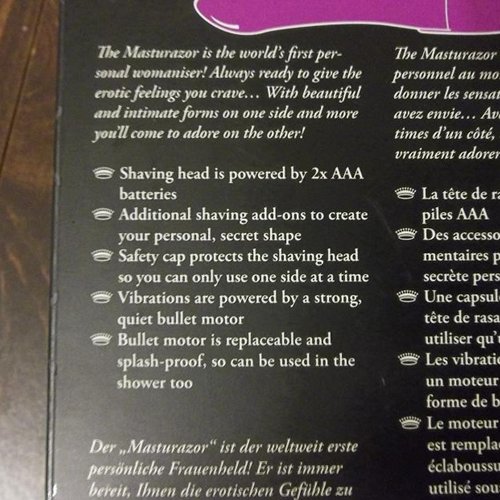 The Masturazor is the world's first per-
sonal womaniser! Always ready to give the
erotic feelings you crave... With beautiful
and intimate forms on one side and more
you'll come to adore on the other!
Shaving head is powered by 2x AAA
batteries
Additional shaving add-ons to create
your personal, secret shape
Safety cap protects the shaving head
so you can only use one side at a time
Vibrations are powered by a strong,
quiet bullet motor
Bullet motor is replaceable and
splash-proof, so can be used in the
shower too
Der „Masturazor“ ist der weltweit erste
persönliche Frauenheld! Er ist immer
bereit, Ihnen die erotischen Gefühle zu
The Masturazor
personnel au mo
donner les sensat
avez envie... Av
times d'un côté,
vraiment adorer
La tête de ra
piles AAA
Des accesso
mentaires p
secrète pers
Une capsul
tête de rasa
utiliser qu'u
Les vibratio
un moteur
forme de b
Le moteur
est rempla
éclaboussu
utilisé sou